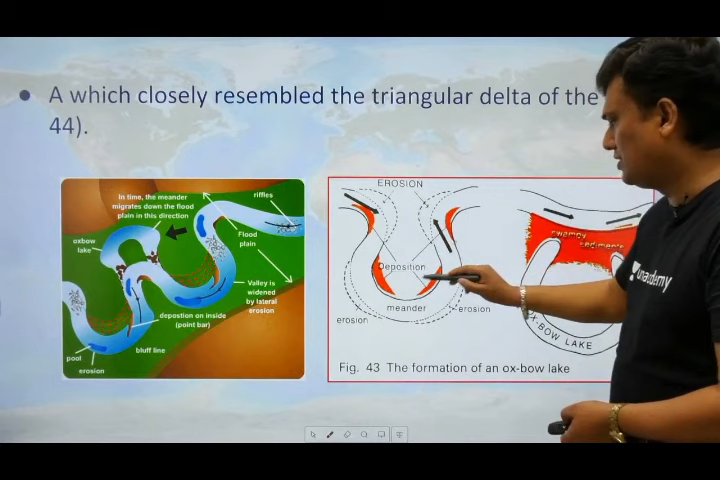 ● A which closely resembled the triangular delta of the
44).
In time, the meander
migrates down the flood
plain in this direction
riffles
oxbow
lake
Flood
plain
Valley is
widened
by lateral
erosion
depostion on inside
(point bar)
bluff line
pool
erosion
EROSION
Deposition
meander
erosion
erosion
swampy
sediments
OX-BOW LAKE
Fig. 43 The formation of an ox-bow lake
unacademy